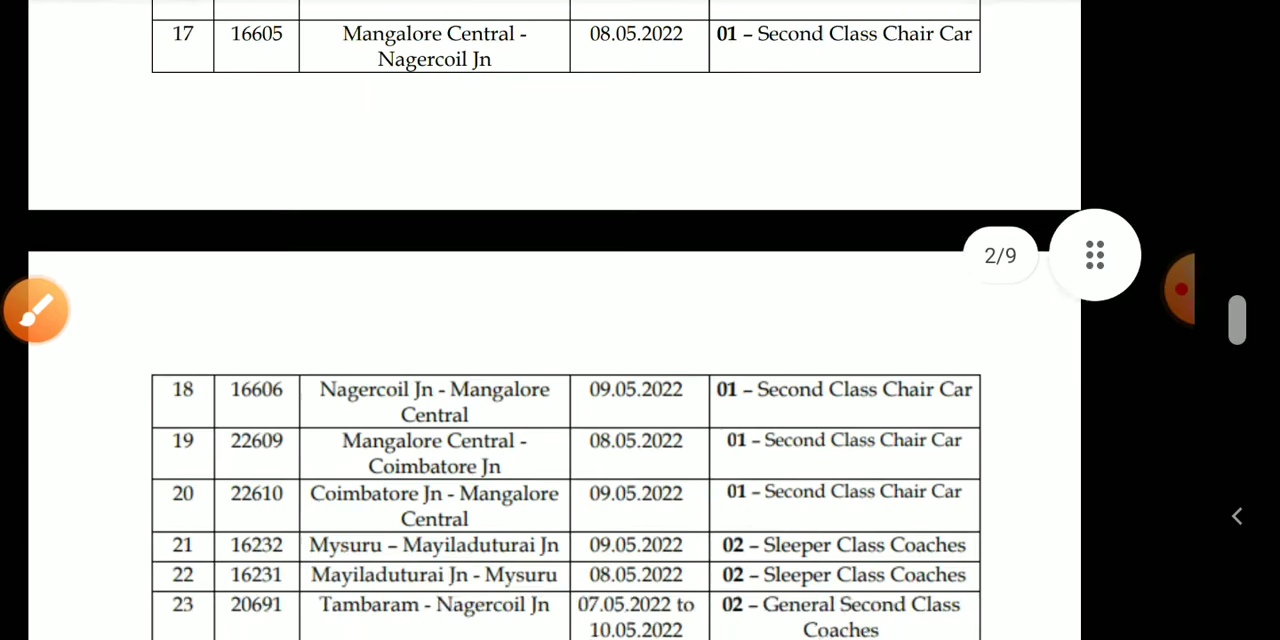 17 16605 Mangalore Central - 08.05.2022 01 – Second Class Chair Car
Nagercoil Jn
2/9
18 16606 Nagercoil Jn - Mangalore 09.05.2022 01 – Second Class Chair Car
Central
19 22609 Mangalore Central - 08.05.2022 01 – Second Class Chair Car
Coimbatore Jn
20 22610 Coimbatore Jn - Mangalore 09.05.2022 01 – Second Class Chair Car
Central
21 16232 Mysuru – Mayiladuturai Jn 09.05.2022 02 – Sleeper Class Coaches
22 16231 Mayiladuturai Jn - Mysuru 08.05.2022 02 – Sleeper Class Coaches
23 20691 Tambaram - Nagercoil Jn 07.05.2022 to 02 – General Second Class
10.05.2022 Coaches